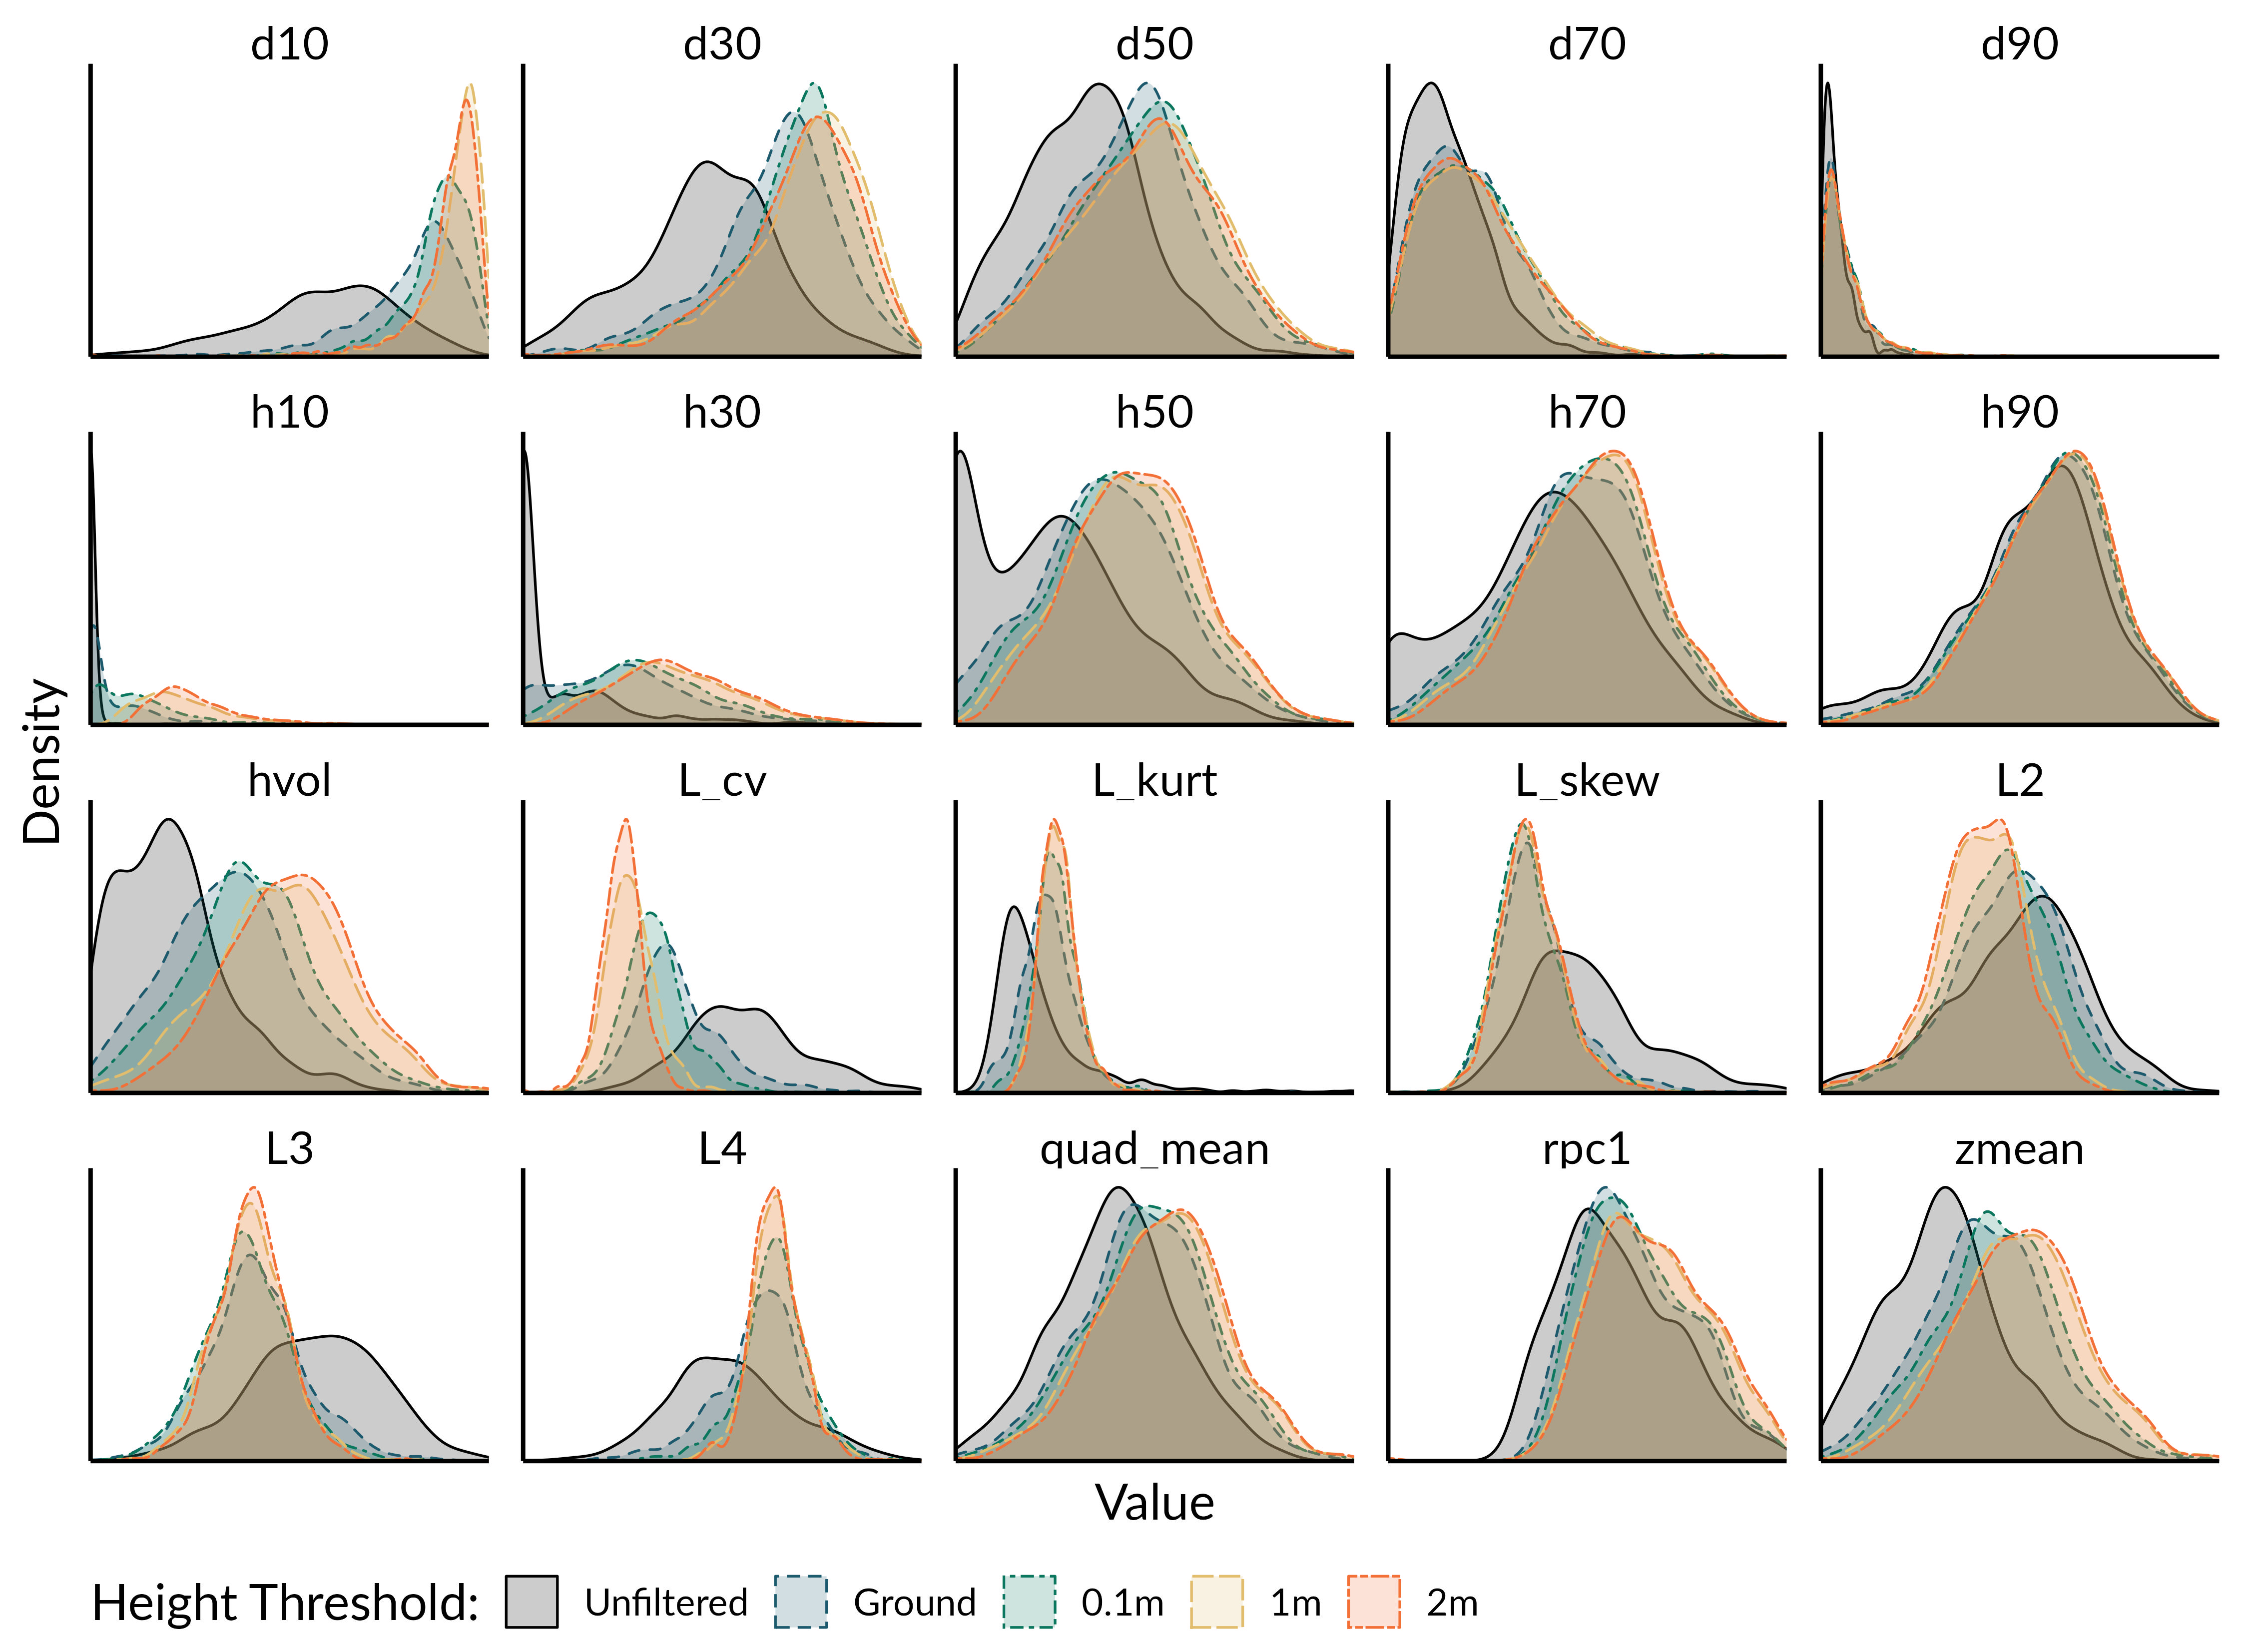 d10 d30 d50 d70 d90
h10 h30 h50 h70 h90
hvol L_cv L_kurt L_skew L2
L3 L4 quad_mean rpc1 zmean
Density
Value
Height Threshold: Unfiltered Ground 0.1m 1m 2m